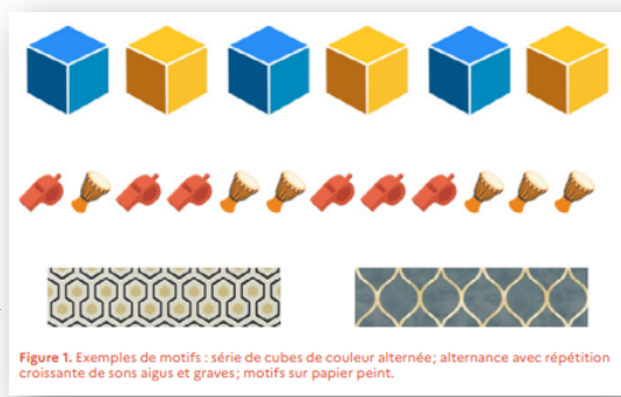 Figure 1. Exemples de motifs : série de cubes de couleur alternée; alternance avec répétition
croissante de sons aigus et graves; motifs sur papier peint.